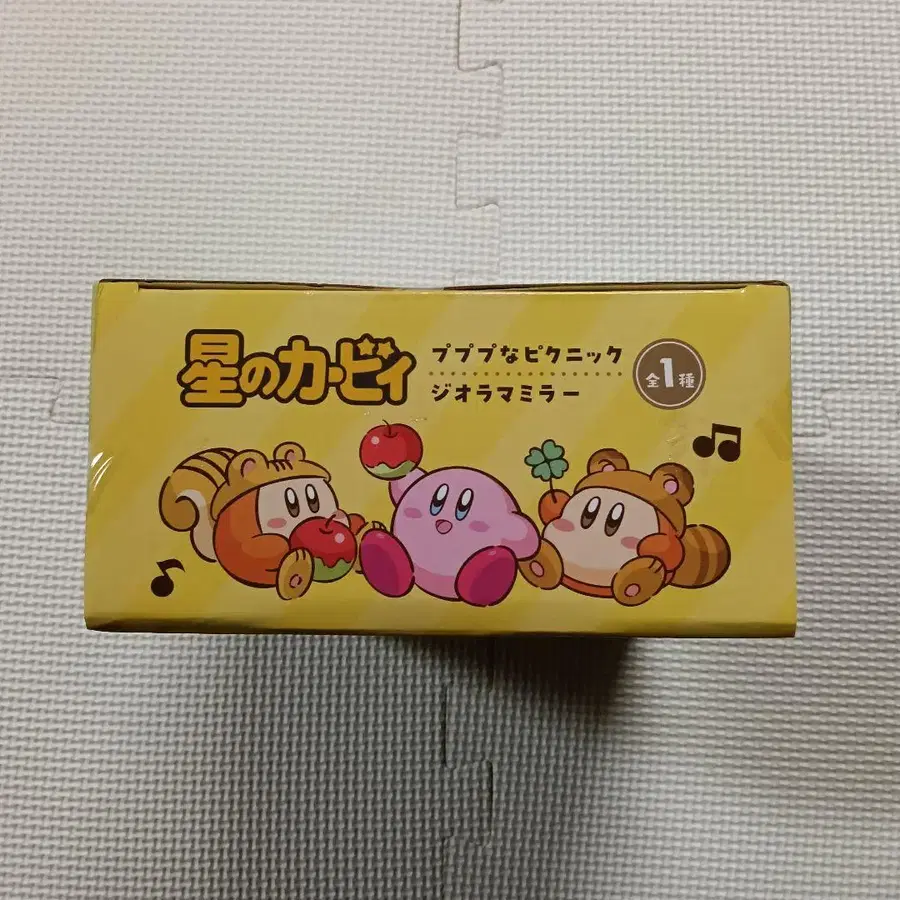 星のカービィ
プププなピクニック
ジオラマミラー
全1種